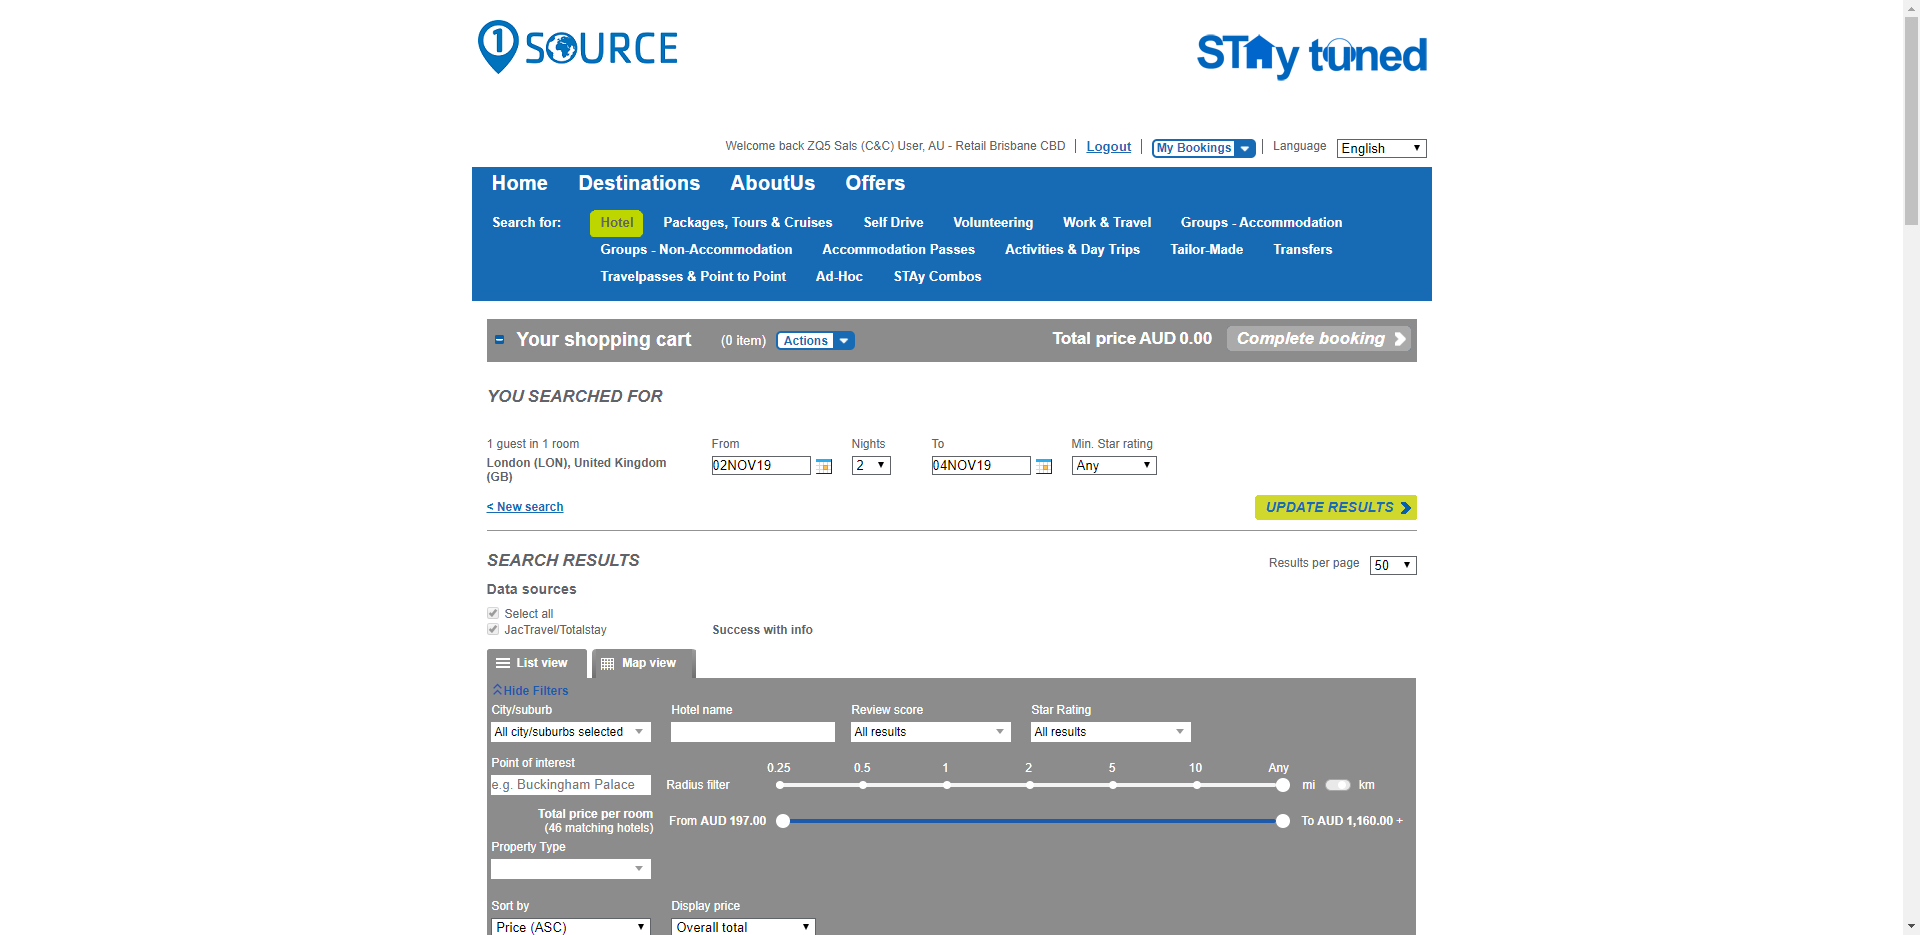 1 SOURCE
STAy tuned
Welcome back ZQ5 Sals (C&C) User, AU - Retail Brisbane CBD Logout My Bookings Language English
Home Destinations AboutUs Offers
Search for: Hotel Packages, Tours & Cruises Self Drive Volunteering Work & Travel Groups - Accommodation
Groups - Non-Accommodation Accommodation Passes Activities & Day Trips Tailor-Made Transfers
Travelpasses & Point to Point Ad-Hoc STAy Combos
Your shopping cart (0 item) Actions Total price AUD 0.00 Complete booking
YOU SEARCHED FOR
1 guest in 1 room From Nights To Min. Star rating
London (LON), United Kingdom 02NOV19 2 04NOV19 Any
(GB)
< New search UPDATE RESULTS
SEARCH RESULTS Results per page 50
Data sources
Select all
JacTravel/Totalstay Success with info
List view Map view
Hide Filters
City/suburb Hotel name Review score Star Rating
All city/suburbs selected All results All results
Point of interest 0.25 0.5 1 2 5 10 Any
e.g. Buckingham Palace Radius filter mi km
Total price per room
(46 matching hotels) From AUD 197.00 To AUD 1,160.00 +
Property Type
Sort by Display price
Price (ASC) Overall total